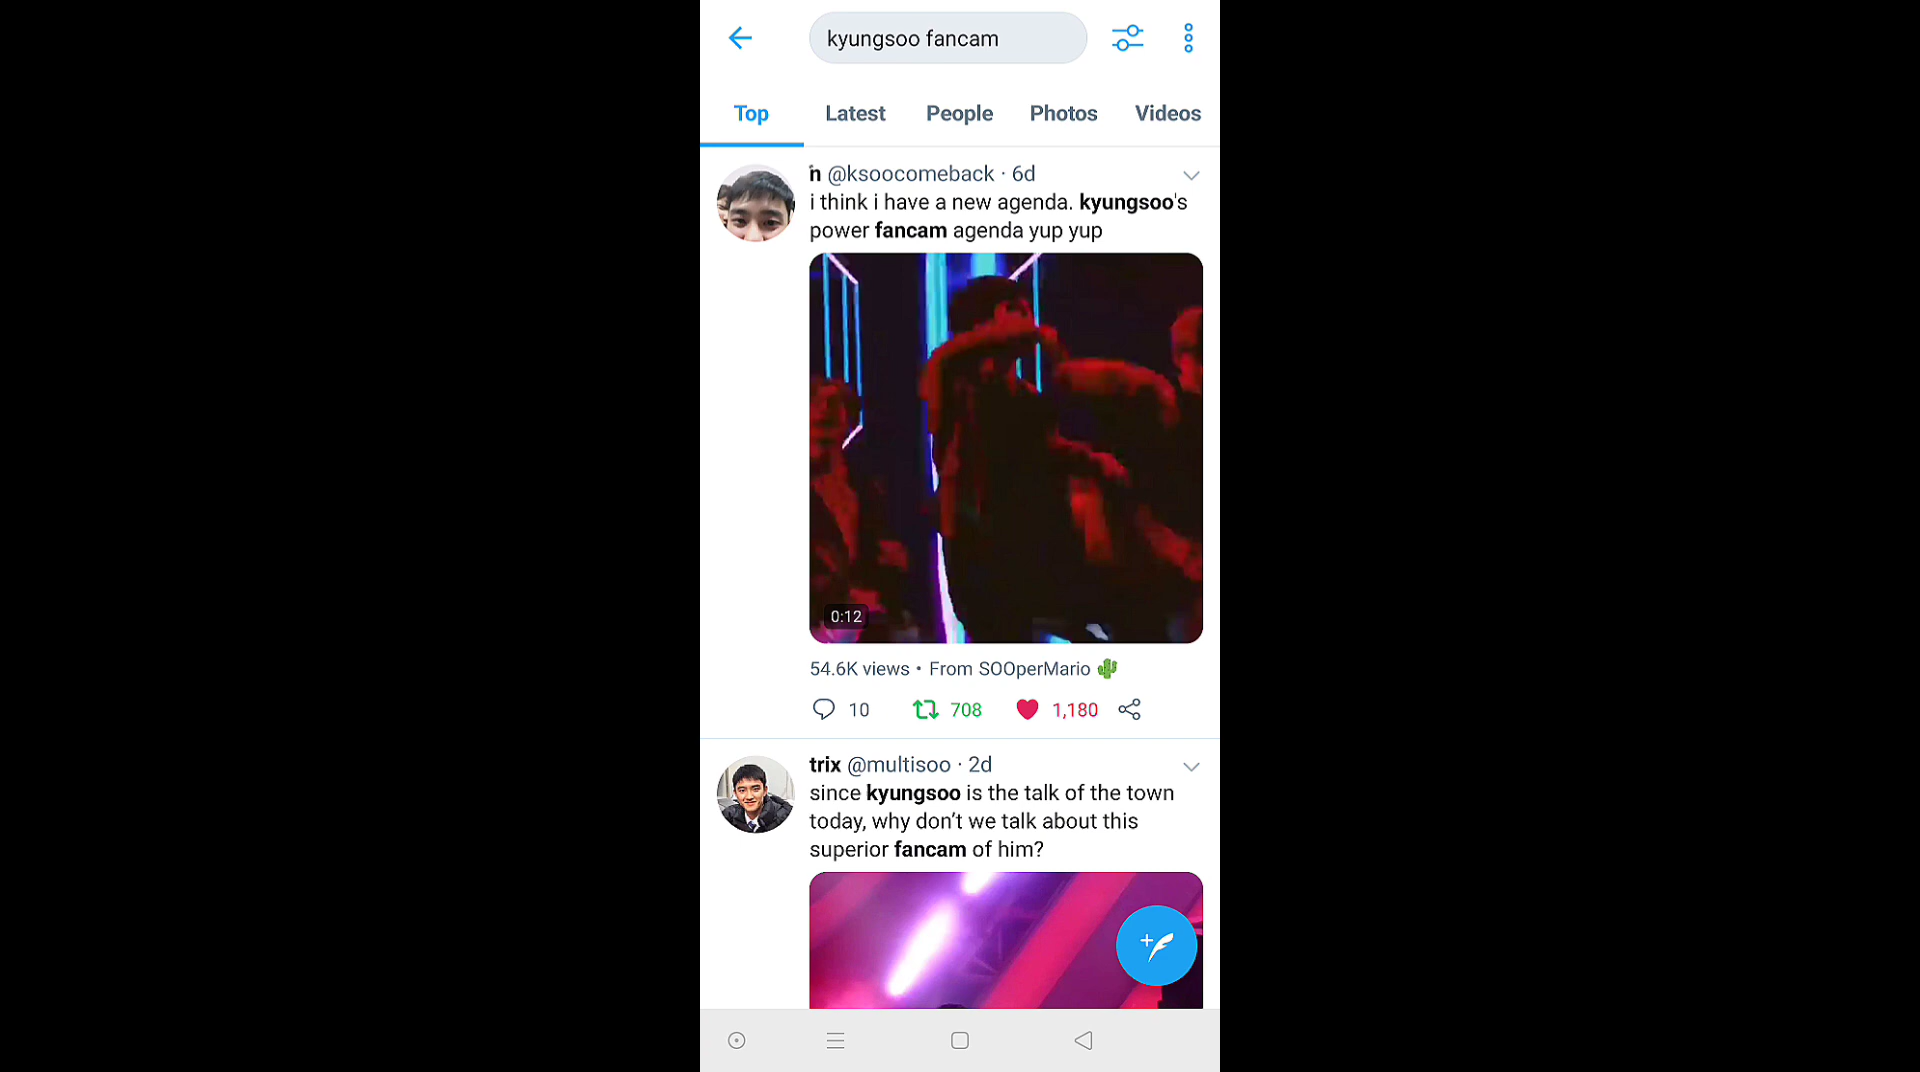 kyungsoo fancam
Top Latest People Photos Videos
n @ksoocomeback · 6d
i think i have a new agenda. kyungsoo's
power fancam agenda yup yup
0:12
54.6K views • From SOOperMario 🌵
10 708 1,180
trix @multisoo · 2d
since kyungsoo is the talk of the town
today, why don't we talk about this
superior fancam of him?